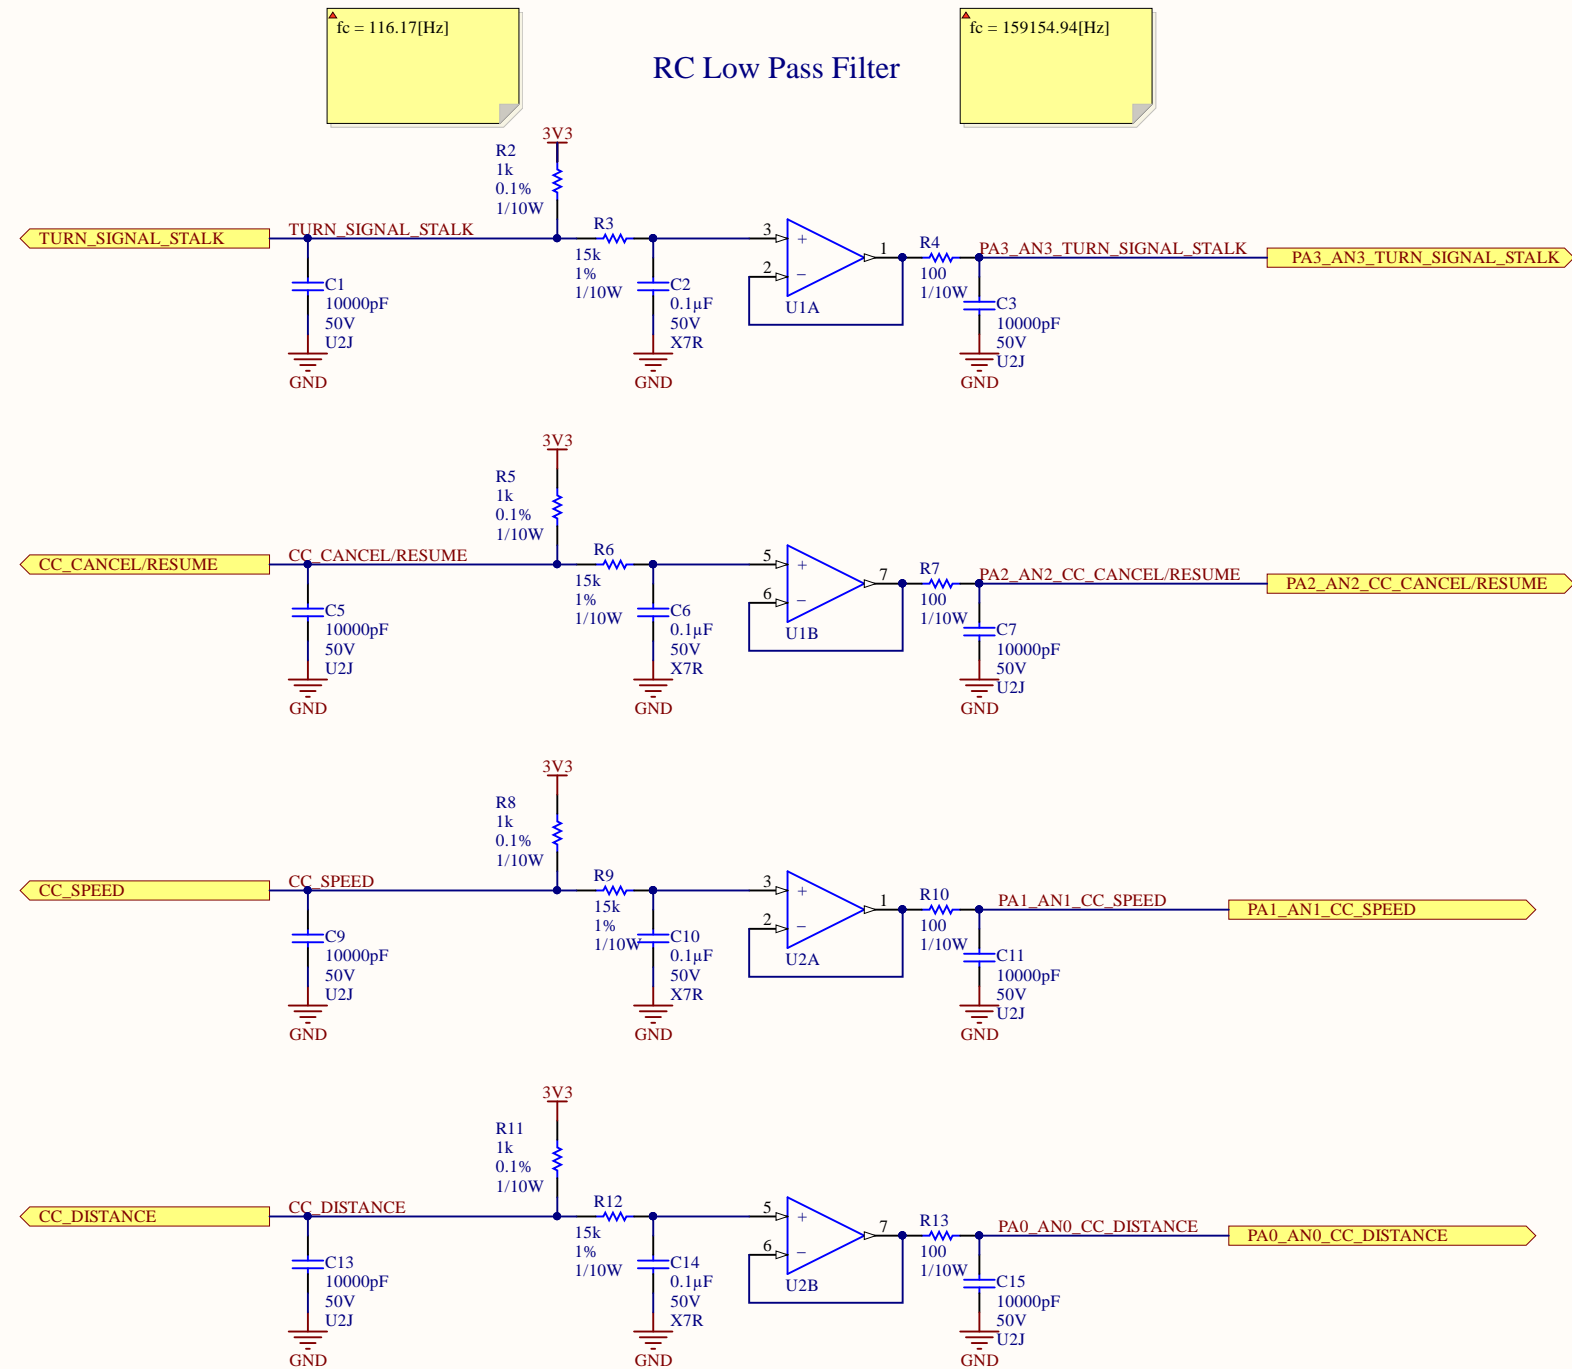 fc = 116.17[Hz]
fc = 159154.94[Hz]
RC Low Pass Filter
3V3
R2
1k
0.1%
1/10W
TURN_SIGNAL_STALK
TURN_SIGNAL_STALK
R3
15k
1%
1/10W
C1
10000pF
50V
U2J
GND
C2
0.1µF
50V
X7R
GND
3
+
2
−
1
U1A
R4
100
1/10W
PA3_AN3_TURN_SIGNAL_STALK
PA3_AN3_TURN_SIGNAL_STALK
C3
10000pF
50V
U2J
GND
3V3
R5
1k
0.1%
1/10W
CC_CANCEL/RESUME
CC_CANCEL/RESUME
R6
15k
1%
1/10W
C5
10000pF
50V
U2J
GND
C6
0.1µF
50V
X7R
GND
5
+
6
−
7
U1B
R7
100
1/10W
PA2_AN2_CC_CANCEL/RESUME
PA2_AN2_CC_CANCEL/RESUME
C7
10000pF
50V
U2J
GND
3V3
R8
1k
0.1%
1/10W
CC_SPEED
CC_SPEED
R9
15k
1%
1/10W
C9
10000pF
50V
U2J
GND
C10
0.1µF
50V
X7R
GND
3
+
2
−
1
U2A
R10
100
1/10W
PA1_AN1_CC_SPEED
PA1_AN1_CC_SPEED
C11
10000pF
50V
U2J
GND
3V3
R11
1k
0.1%
1/10W
CC_DISTANCE
CC_DISTANCE
R12
15k
1%
1/10W
C13
10000pF
50V
U2J
GND
C14
0.1µF
50V
X7R
GND
5
+
6
−
7
U2B
R13
100
1/10W
PA0_AN0_CC_DISTANCE
PA0_AN0_CC_DISTANCE
C15
10000pF
50V
U2J
GND